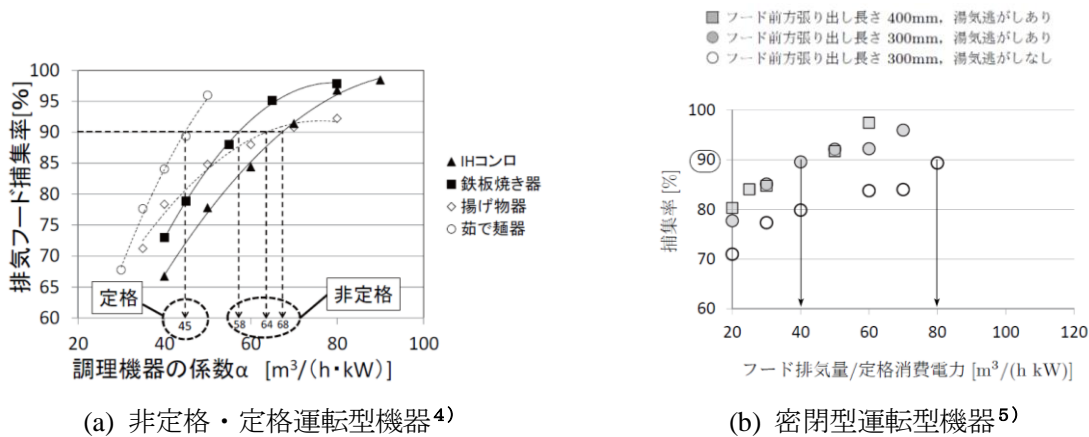 フード前方張り出し長さ 400mm, 湯気逃がしあり
フード前方張り出し長さ 300mm, 湯気逃がしあり
フード前方張り出し長さ 300mm, 湯気逃がしなし
排気フード捕集率[%]
100
95
90
85
80
75
70
65
60
20
40
60
80
100
定格
非定格
45
58
64
68
IHコンロ
鉄板焼き器
揚げ物器
茹で麺器
調理機器の係数α [m³/(h・kW)]
(a) 非定格・定格運転型機器⁴⁾
捕集率 [%]
100
90
80
70
60
20
40
60
80
100
120
フード排気量/定格消費電力 [m³/(h kW)]
(b) 密閉型運転型機器⁵⁾